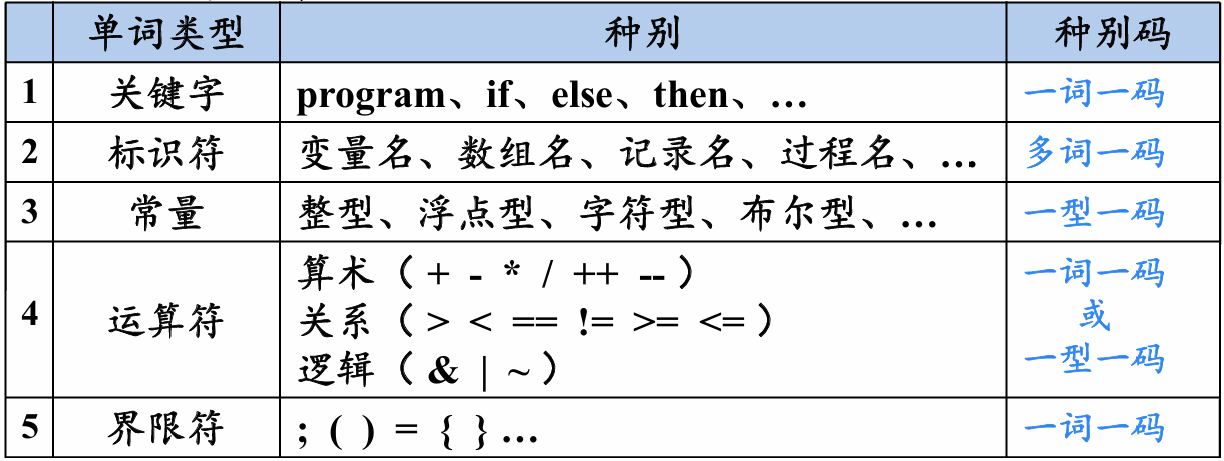 单词类型 种别 种别码
1 关键字 program、if、else、then、… 一词一码
2 标识符 变量名、数组名、记录名、过程名、… 多词一码
3 常量 整型、浮点型、字符型、布尔型、… 一型一码
4 运算符 算术（ + - * / ++ -- ） 一词一码
关系（ > < == != >= <= ） 或
逻辑（ & | ~ ） 一型一码
5 界限符 ; ( ) = { } … 一词一码